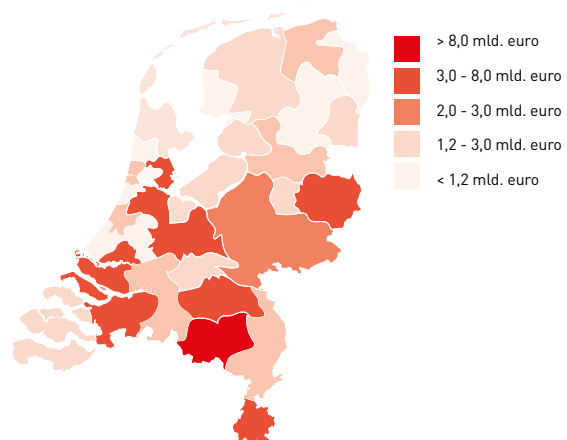 > 8,0 mld. euro
3,0 - 8,0 mld. euro
2,0 - 3,0 mld. euro
1,2 - 3,0 mld. euro
< 1,2 mld. euro